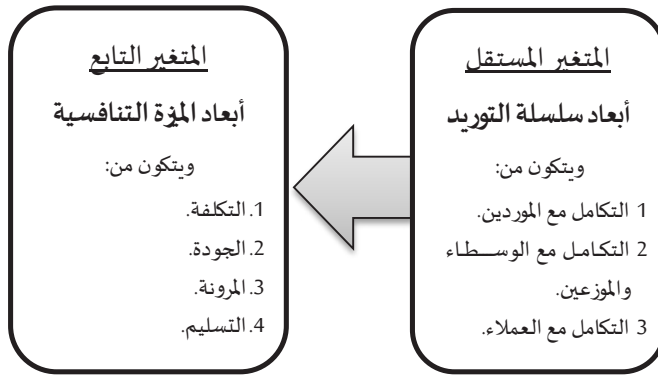 المتغير المستقل
أبعاد سلسلة التوريد
ويتكون من:
1 التكامل مع الموردين.
2 التكامل مع الوسطاء
والموزعين.
3 التكامل مع العملاء.
المتغير التابع
أبعاد الميزة التنافسية
ويتكون من:
1. التكلفة.
2. الجودة.
3. المرونة.
4. التسليم.